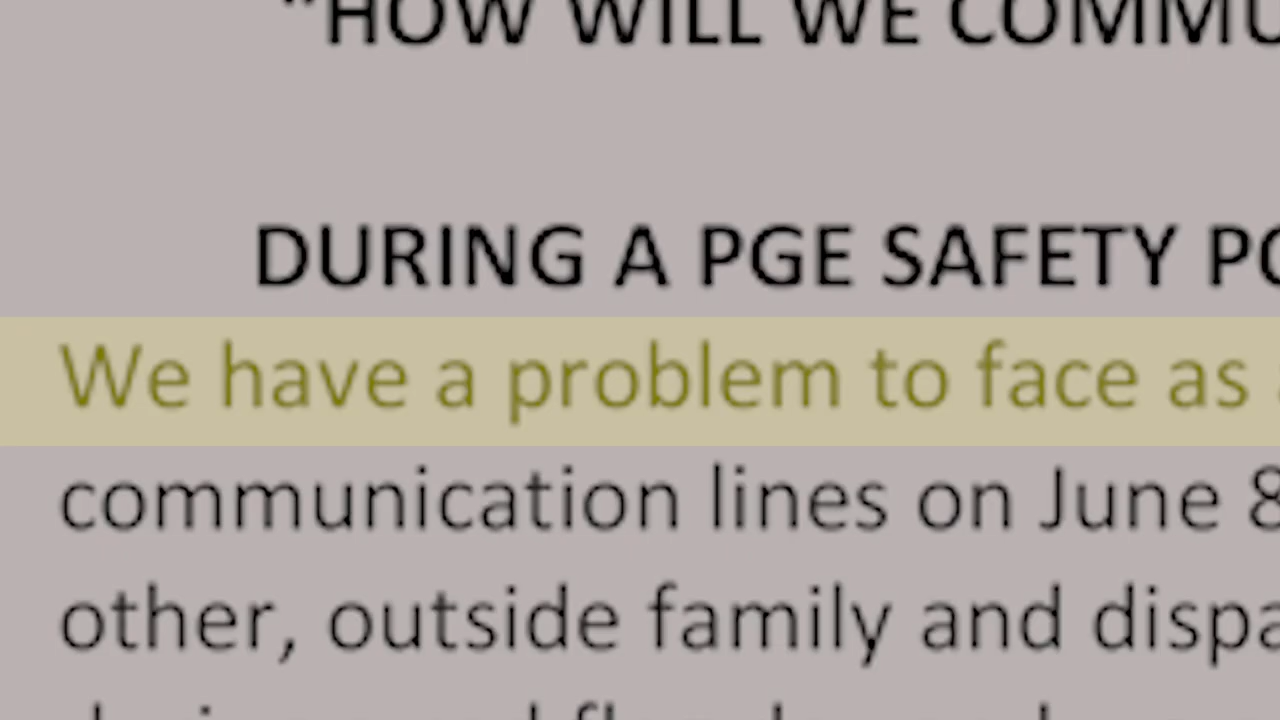 "HOW WILL WE COMMU
DURING A PGE SAFETY PO
We have a problem to face as
communication lines on June 8
other, outside family and dispa